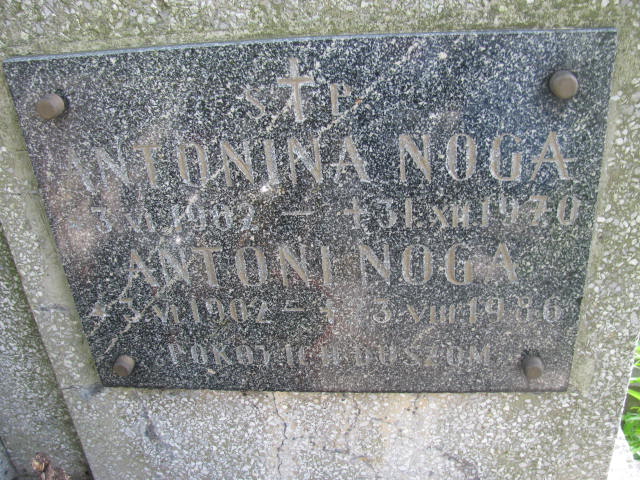 Ś † P
ANTONINA NOGA
* 3 VI 1902 – + 31 XII 1970
ANTONI NOGA
* 3 VI 1902 – + 3 VIII 1986
POKÓJ ICH DUSZOM